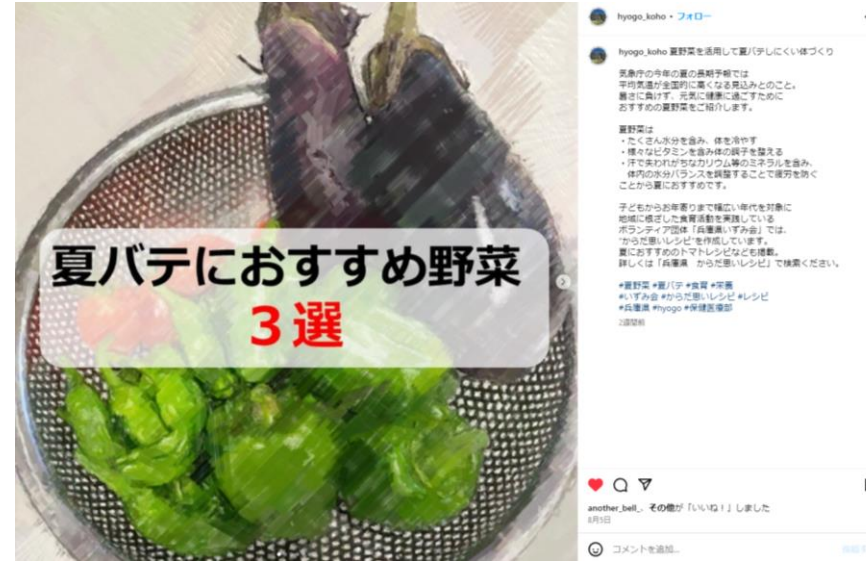 夏バテにおすすめ野菜
3選
hyogo_koho・フォロー
hyogo_koho 夏野菜を活用して夏バテしにくい体づくり
気象庁の今年の夏の長期予報では
平均気温が全国的に高くなる見込みとのこと。
暑さに負けず、元気に健康に過ごすために
おすすめの夏野菜をご紹介します。
夏野菜は
・たくさん水分を含み、体を冷やす
・様々なビタミンを含み体の調子を整える
・汗で失われがちなカリウム等のミネラルを含み、
体内の水分バランスを調整することで疲労を防ぐ
ことから夏におすすめです。
子どもからお年寄りまで幅広い年代を対象に
地域に根ざした食育活動を実践している
ボランティア団体「兵庫県いずみ会」では、
"からだ思いレシピ"を作成しています。
夏におすすめのトマトレシピなども掲載。
詳しくは「兵庫県 からだ思いレシピ」で検索ください。
#夏野菜 #夏バテ #食育 #栄養
#いずみ会 #からだ思いレシピ #レシピ
#兵庫県 #hyogo #保健医療部
2週間前
another_bell_、その他が「いいね！」しました
8月5日
コメントを追加...